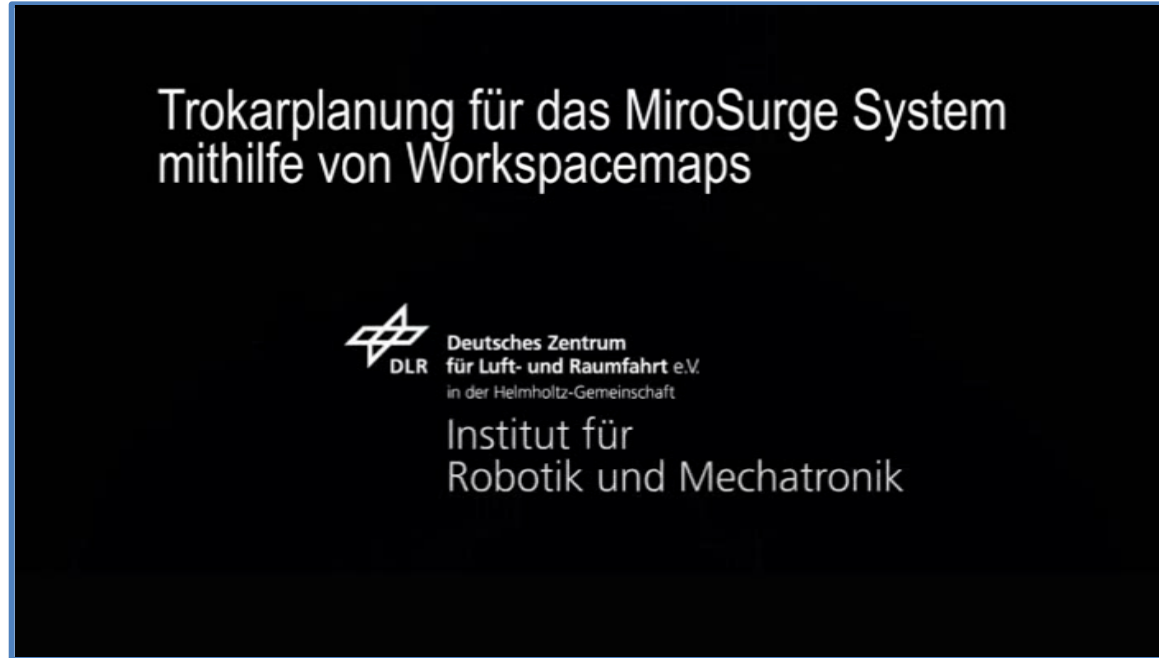 Trokarplanung für das MiroSurge System
mithilfe von Workspacemaps
Deutsches Zentrum
DLR für Luft- und Raumfahrt e.V.
in der Helmholtz-Gemeinschaft
Institut für
Robotik und Mechatronik